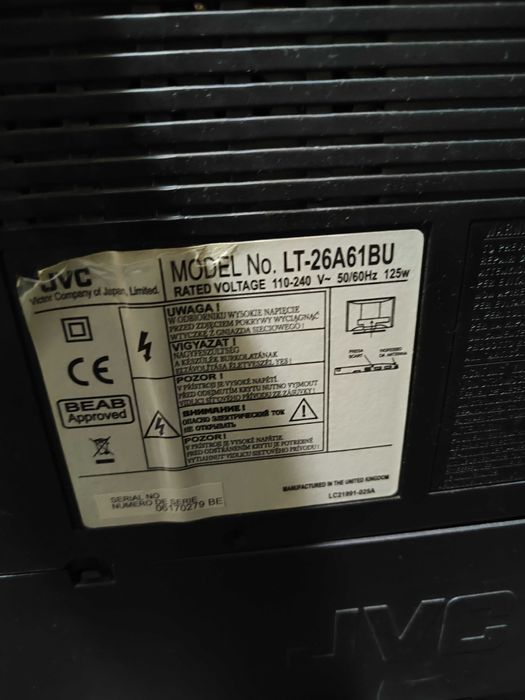 JVC
Victor Company of Japan, Limited.
MODEL No. LT-26A61BU
RATED VOLTAGE 110-240 V~ 50/60Hz 125w
UWAGA !
W ODBIORNIKU WYSOKIE NAPIĘCIE
PRZED ZDJĘCIEM POKRYWY WYCIĄGNĄĆ
WTYCZKĘ Z GNIAZDA SIECIOWEGO !
VIGYAZAT !
NAGYFESZÜLTSÉG
A KÉSZÜLÉK BURKOLATÁNAK
YES !
POZOR !
V PŘÍSTROJI JE VYSOKÉ NAPĚTÍ
PŘED ODEJMUTÍM KRYTU NUTNO VYJMOUT
VIDLICI SÍŤOVÉHO PŘÍVODU ZE ZÁSUVKY !
ВНИМАНИЕ !
ОПАСНО ЭЛЕКТРИЧЕСКИЙ ТОК
НЕ ОТКРЫВАТЬ
POZOR !
V PRÍSTROJI JE VYSOKÉ NAPÄTIE
PRED ODSTRÁNENÍM KRYTU JE POTREBNÉ
VYTIAHNUT VIDLICU SIEŤOVÉHO PRÍVODU !
CE
BEAB
Approved
SERIAL NO
NUMERO DE SERIE
06170279 BE
MANUFACTURED IN THE UNITED KINGDOM
LC21891-025A
WARNING
JVC